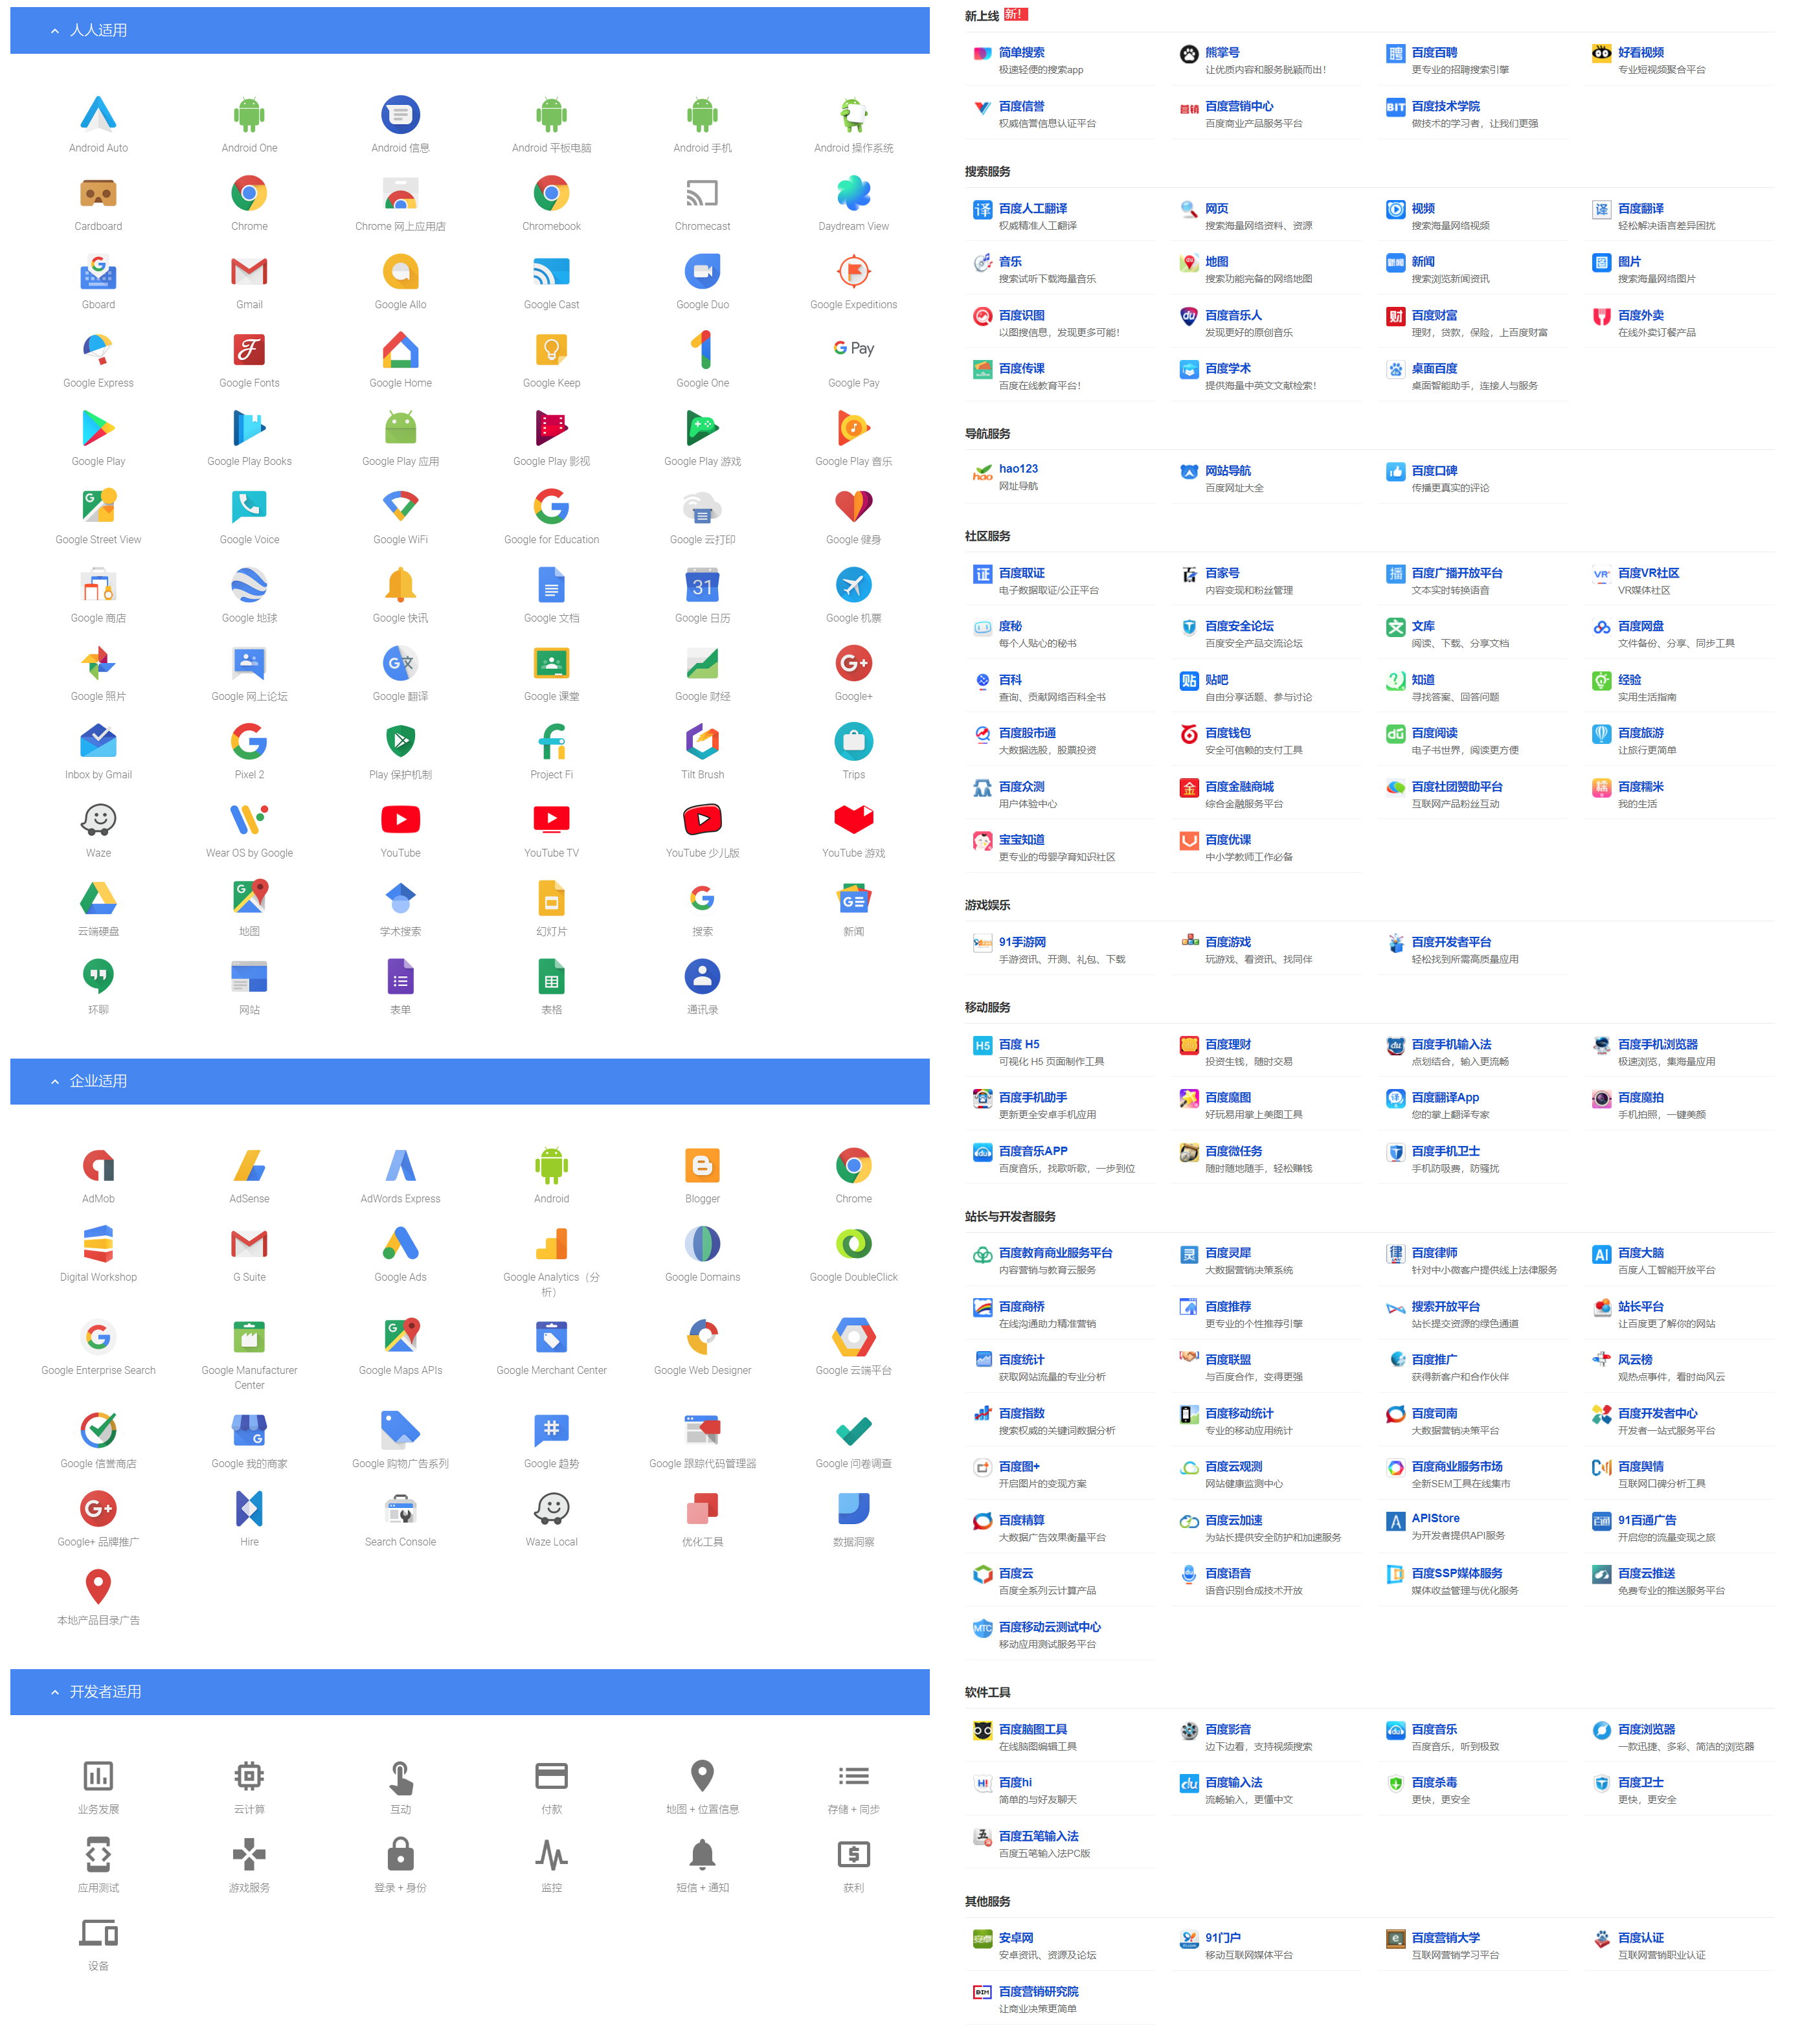 人人适用
Android Auto
Android One
Android 信息
Android 平板电脑
Android 手机
Android 操作系统
Cardboard
Chrome
Chrome 网上应用店
Chromebook
Chromecast
Daydream View
Gboard
Gmail
Google Allo
Google Cast
Google Duo
Google Expeditions
Google Express
Google Fonts
Google Home
Google Keep
Google One
G Pay
Google Pay
Google Play
Google Play Books
Google Play 应用
Google Play 影视
Google Play 游戏
Google Play 音乐
Google Street View
Google Voice
Google WiFi
Google for Education
Google 云打印
Google 健身
Google 商店
Google 地球
Google 快讯
Google 文档
31
Google 日历
Google 机票
Google 照片
Google 网上论坛
Google 翻译
Google 课堂
Google 财经
Google+
Inbox by Gmail
Pixel 2
Play 保护机制
Project Fi
Tilt Brush
Trips
Waze
Wear OS by Google
YouTube
YouTube TV
YouTube 少儿版
YouTube 游戏
云端硬盘
地图
学术搜索
幻灯片
搜索
新闻
环聊
网站
表单
表格
通讯录
企业适用
AdMob
AdSense
AdWords Express
Android
Blogger
Chrome
Digital Workshop
G Suite
Google Ads
Google Analytics（分
析）
Google Domains
Google DoubleClick
Google Enterprise Search
Google Manufacturer
Center
Google Maps APIs
Google Merchant Center
Google Web Designer
Google 云端平台
Google 信誉商店
Google 我的商家
Google 购物广告系列
Google 趋势
Google 跟踪代码管理器
Google 问卷调查
Google+ 品牌推广
Hire
Search Console
Waze Local
优化工具
数据洞察
本地产品目录广告
开发者适用
业务发展
云计算
互动
付款
地图 + 位置信息
存储 + 同步
应用测试
游戏服务
登录 + 身份
监控
短信 + 通知
获利
设备
新上线 新！
简单搜索
极速轻便的搜索app
熊掌号
让优质内容和服务脱颖而出！
百度百聘
更专业的招聘搜索引擎
好看视频
专业短视频聚合平台
百度信誉
权威信誉信息认证平台
百度营销中心
百度商业产品服务平台
百度技术学院
做技术的学习者，让我们更强
搜索服务
百度人工翻译
权威精准人工翻译
网页
搜索海量网络资料、资源
视频
搜索海量网络视频
百度翻译
轻松解决语言差异困扰
音乐
搜索试听下载海量音乐
地图
搜索功能完备的网络地图
新闻
搜索浏览新闻资讯
图片
搜索海量网络图片
百度识图
以图搜信息，发现更多可能！
百度音乐人
发现更好的原创音乐
百度财富
理财，贷款，保险，上百度财富
百度外卖
在线外卖订餐产品
百度传课
百度在线教育平台！
百度学术
提供海量中英文文献检索！
桌面百度
桌面智能助手，连接人与服务
导航服务
hao123
网址导航
网站导航
百度网址大全
百度口碑
传播更真实的评论
社区服务
百度取证
电子数据取证/公正平台
百家号
内容变现和粉丝管理
百度广播开放平台
文本实时转换语音
百度VR社区
VR媒体社区
度秘
每个人贴心的秘书
百度安全论坛
百度安全产品交流论坛
文库
阅读、下载、分享文档
百度网盘
文件备份、分享、同步工具
百科
查询、贡献网络百科全书
贴吧
自由分享话题、参与讨论
知道
寻找答案、回答问题
经验
实用生活指南
百度股市通
大数据选股，股票投资
百度钱包
安全可信赖的支付工具
百度阅读
电子书世界，阅读更方便
百度旅游
让旅行更简单
百度众测
用户体验中心
百度金融商城
综合金融服务平台
百度社团赞助平台
互联网产品粉丝互动
百度糯米
我的生活
宝宝知道
更专业的母婴孕育知识社区
百度优课
中小学教师工作必备
游戏娱乐
91手游网
手游资讯、开测、礼包、下载
百度游戏
玩游戏、看资讯、找同伴
百度开发者平台
轻松找到所需高质量应用
移动服务
百度 H5
可视化 H5 页面制作工具
百度理财
投资生钱，随时交易
百度手机输入法
点划结合，输入更流畅
百度手机浏览器
极速浏览，集海量应用
百度手机助手
更新更全安卓手机应用
百度魔图
好玩易用掌上美图工具
百度翻译App
您的掌上翻译专家
百度魔拍
手机拍照，一键美颜
百度音乐APP
百度音乐，找歌听歌，一步到位
百度微任务
随时随地随手，轻松赚钱
百度手机卫士
手机防吸费，防骚扰
站长与开发者服务
百度教育商业服务平台
内容营销与教育云服务
百度灵犀
大数据营销决策系统
百度律师
针对中小微客户提供线上法律服务
百度大脑
百度人工智能开放平台
百度商桥
在线沟通助力精准营销
百度推荐
更专业的个性推荐引擎
搜索开放平台
站长提交资源的绿色通道
站长平台
让百度更了解你的网站
百度统计
获取网站流量的专业分析
百度联盟
与百度合作，变得更强
百度推广
获得新客户和合作伙伴
风云榜
观热点事件，看时尚风云
百度指数
搜索权威的关键词数据分析
百度移动统计
专业的移动应用统计
百度司南
大数据营销决策平台
百度开发者中心
开发者一站式服务平台
百度图+
开启图片的变现方案
百度云观测
网站健康监测中心
百度商业服务市场
全新SEM工具在线集市
百度舆情
互联网口碑分析工具
百度精算
大数据广告效果衡量平台
百度云加速
为站长提供安全防护和加速服务
APIStore
为开发者提供API服务
91百通广告
开启您的流量变现之旅
百度云
百度全系列云计算产品
百度语音
语音识别合成技术开放
百度SSP媒体服务
媒体收益管理与优化服务
百度云推送
免费专业的推送服务平台
百度移动云测试中心
移动应用测试服务平台
软件工具
百度脑图工具
在线脑图编辑工具
百度影音
边下边看，支持视频搜索
百度音乐
百度音乐，听到极致
百度浏览器
一款迅捷、多彩、简洁的浏览器
百度hi
简单的与好友聊天
百度输入法
流畅输入，更懂中文
百度杀毒
更快，更安全
百度卫士
更快，更安全
百度五笔输入法
百度五笔输入法PC版
其他服务
安卓网
安卓资讯、资源及论坛
91门户
移动互联网媒体平台
百度营销大学
互联网营销学习平台
百度认证
互联网营销职业认证
百度营销研究院
让商业决策更简单